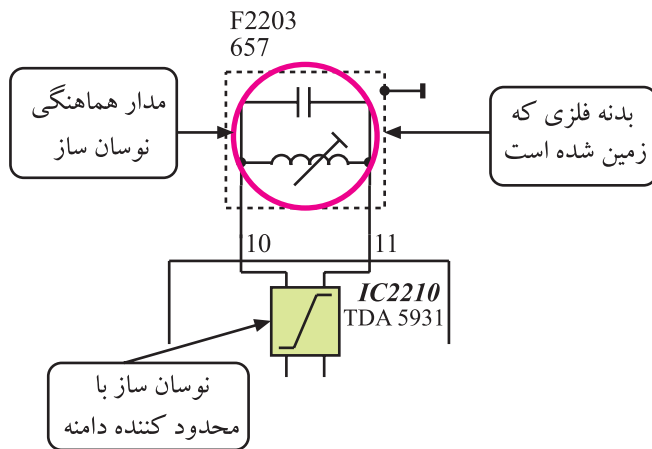 F2203
657
مدار هماهنگی
نوسان ساز
بدنه فلزی که
زمین شده است
10
11
IC2210
TDA 5931
نوسان ساز با
محدود کننده دامنه